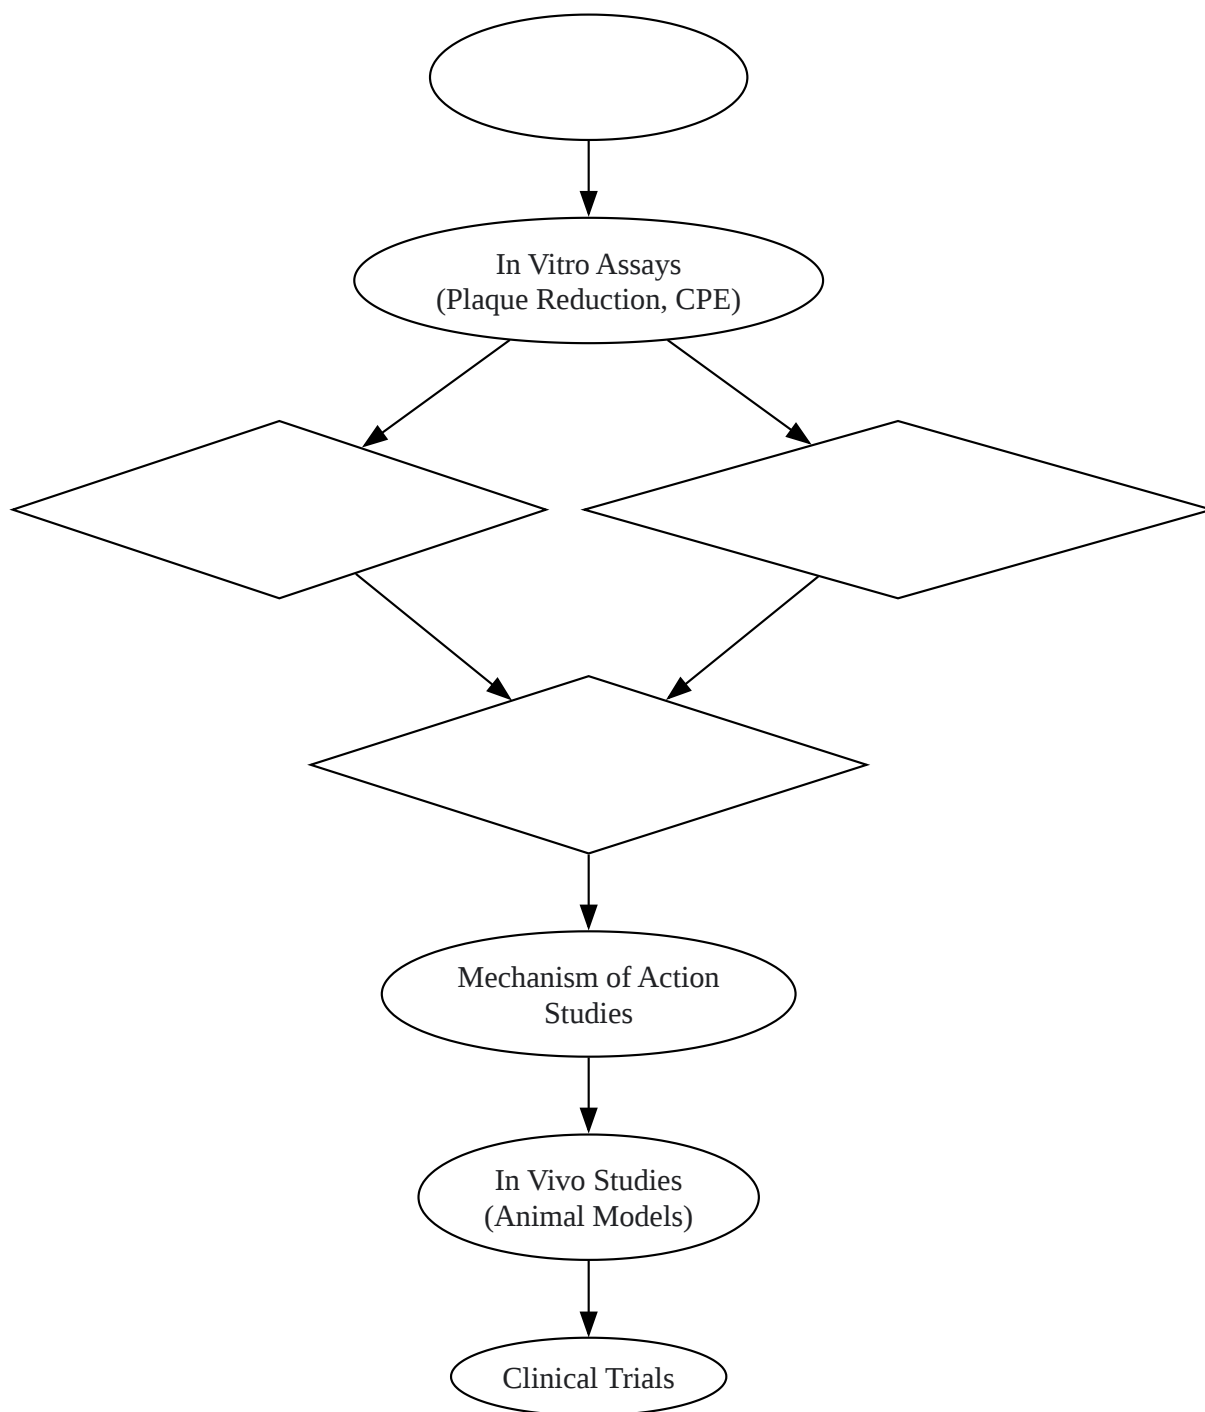 In Vitro Assays
(Plaque Reduction, CPE)
Mechanism of Action
Studies
In Vivo Studies
(Animal Models)
Clinical Trials